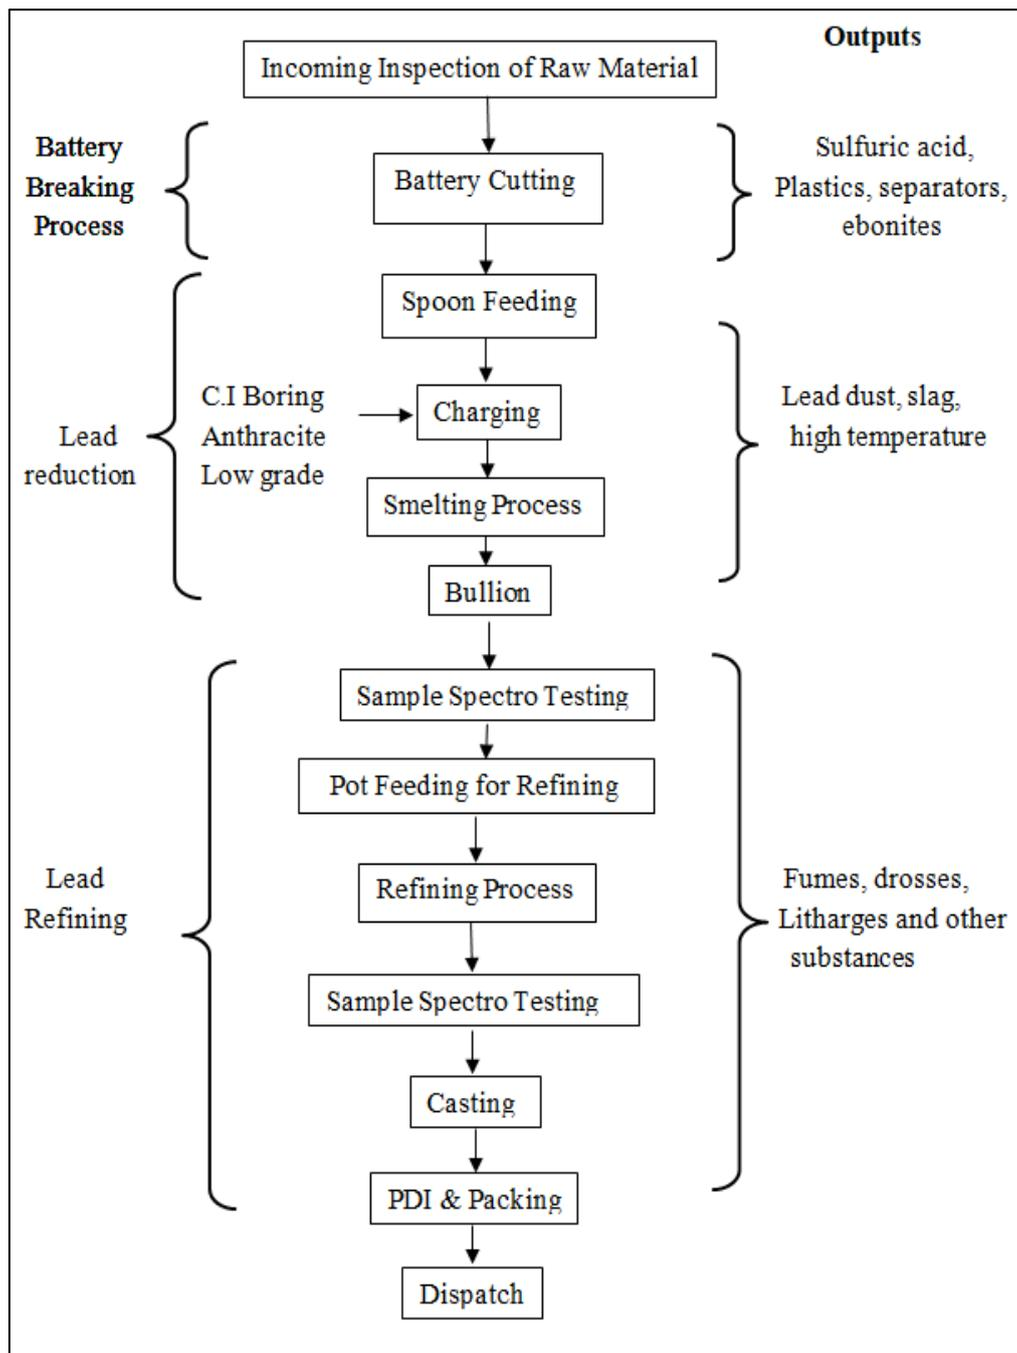 Outputs
Incoming Inspection of Raw Material
Battery
Breaking
Process
Battery Cutting
Sulfuric acid,
Plastics, separators,
ebonites
Spoon Feeding
Lead
reduction
C.I Boring
Anthracite
Low grade
Charging
Lead dust, slag,
high temperature
Smelting Process
Bullion
Sample Spectro Testing
Pot Feeding for Refining
Lead
Refining
Refining Process
Fumes, drosses,
Litharges and other
substances
Sample Spectro Testing
Casting
PDI & Packing
Dispatch